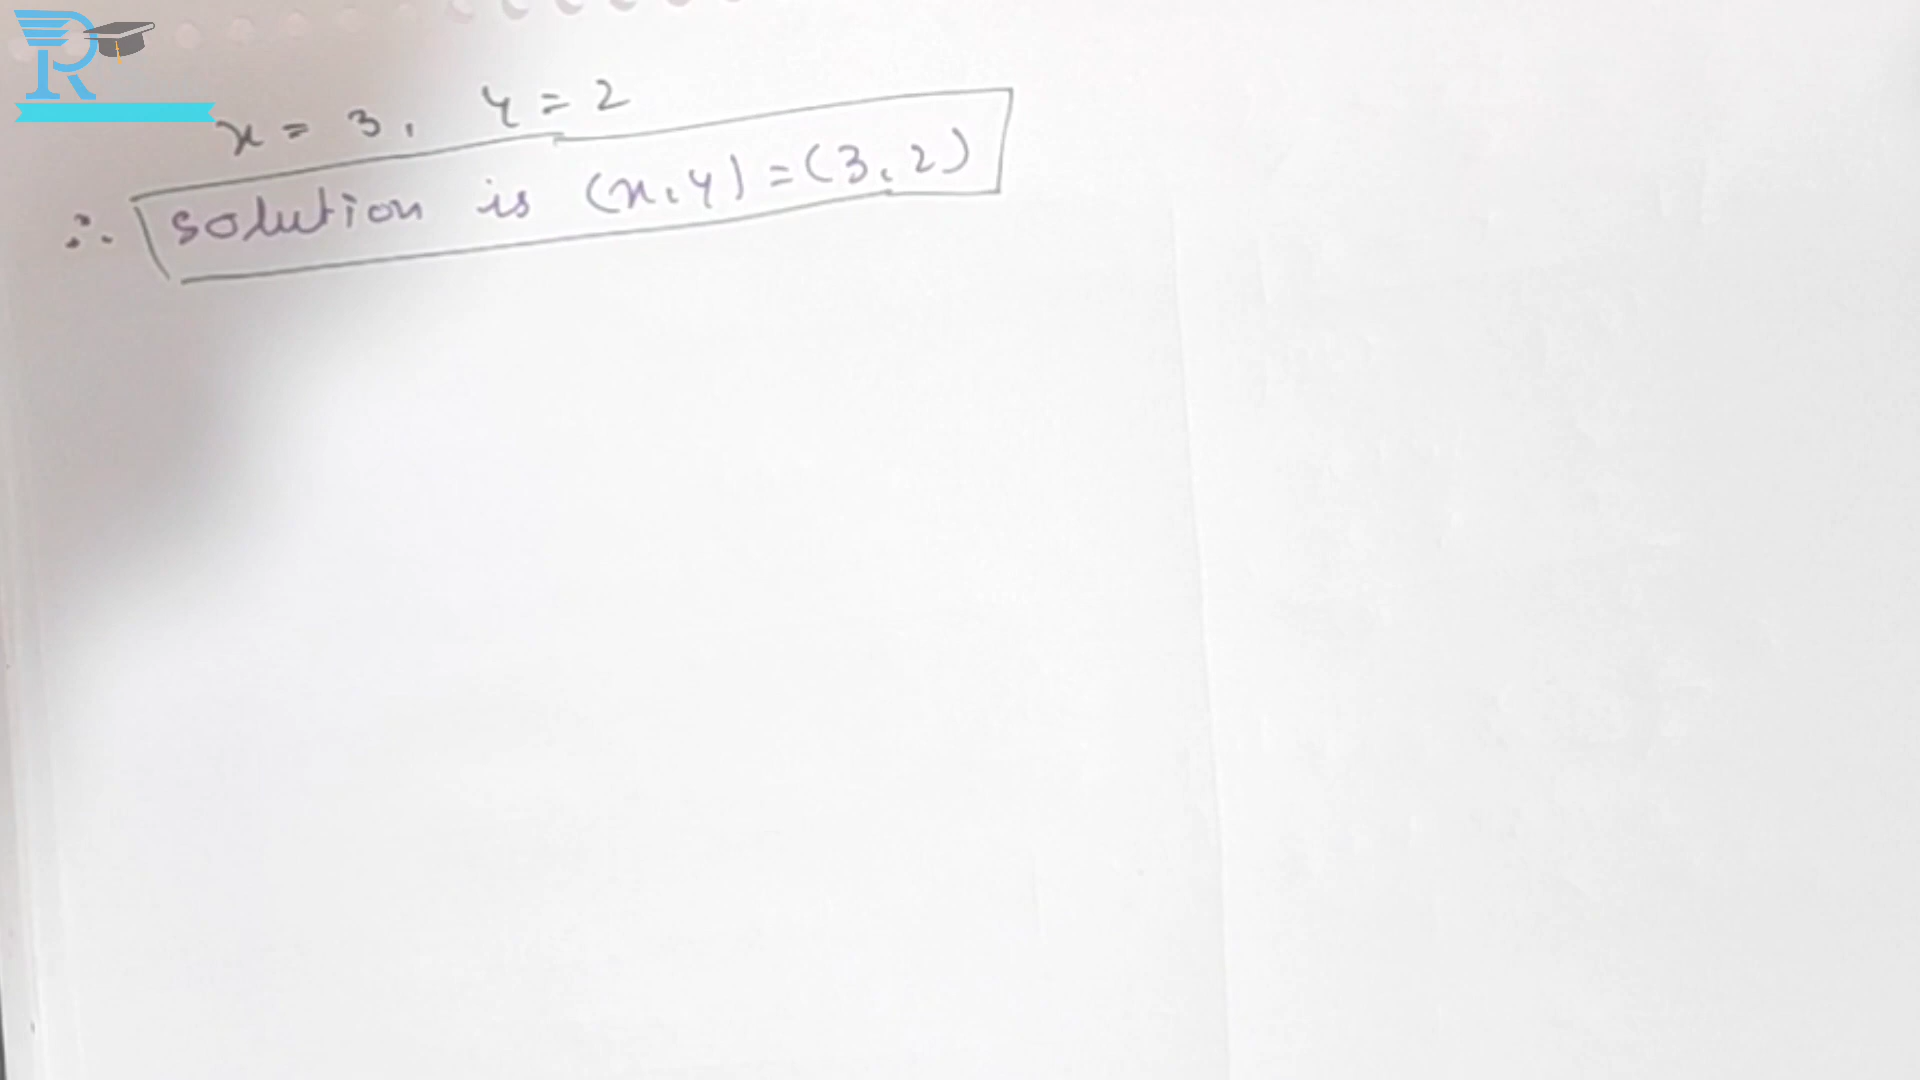 x = 3, y = 2
∴ solution is (x, y) = (3, 2)